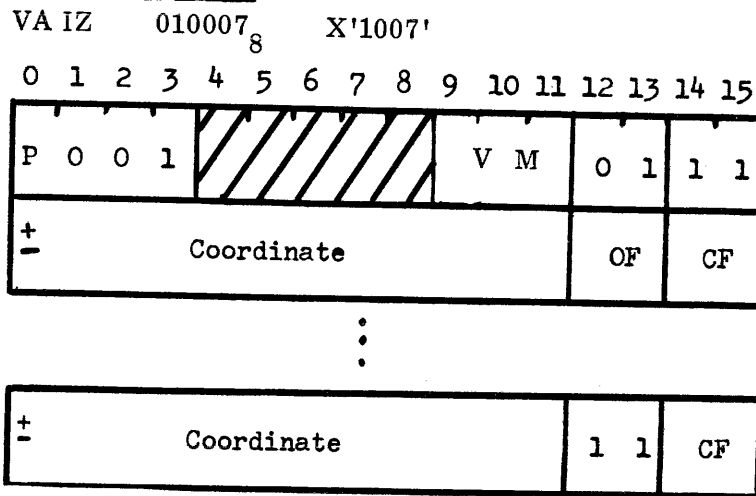 VA IZ 010007₈ X'1007'
0 1 2 3 4 5 6 7 8 9 10 11 12 13 14 15
P 0 0 1 V M 0 1 1 1
± Coordinate OF CF
± Coordinate 1 1 CF